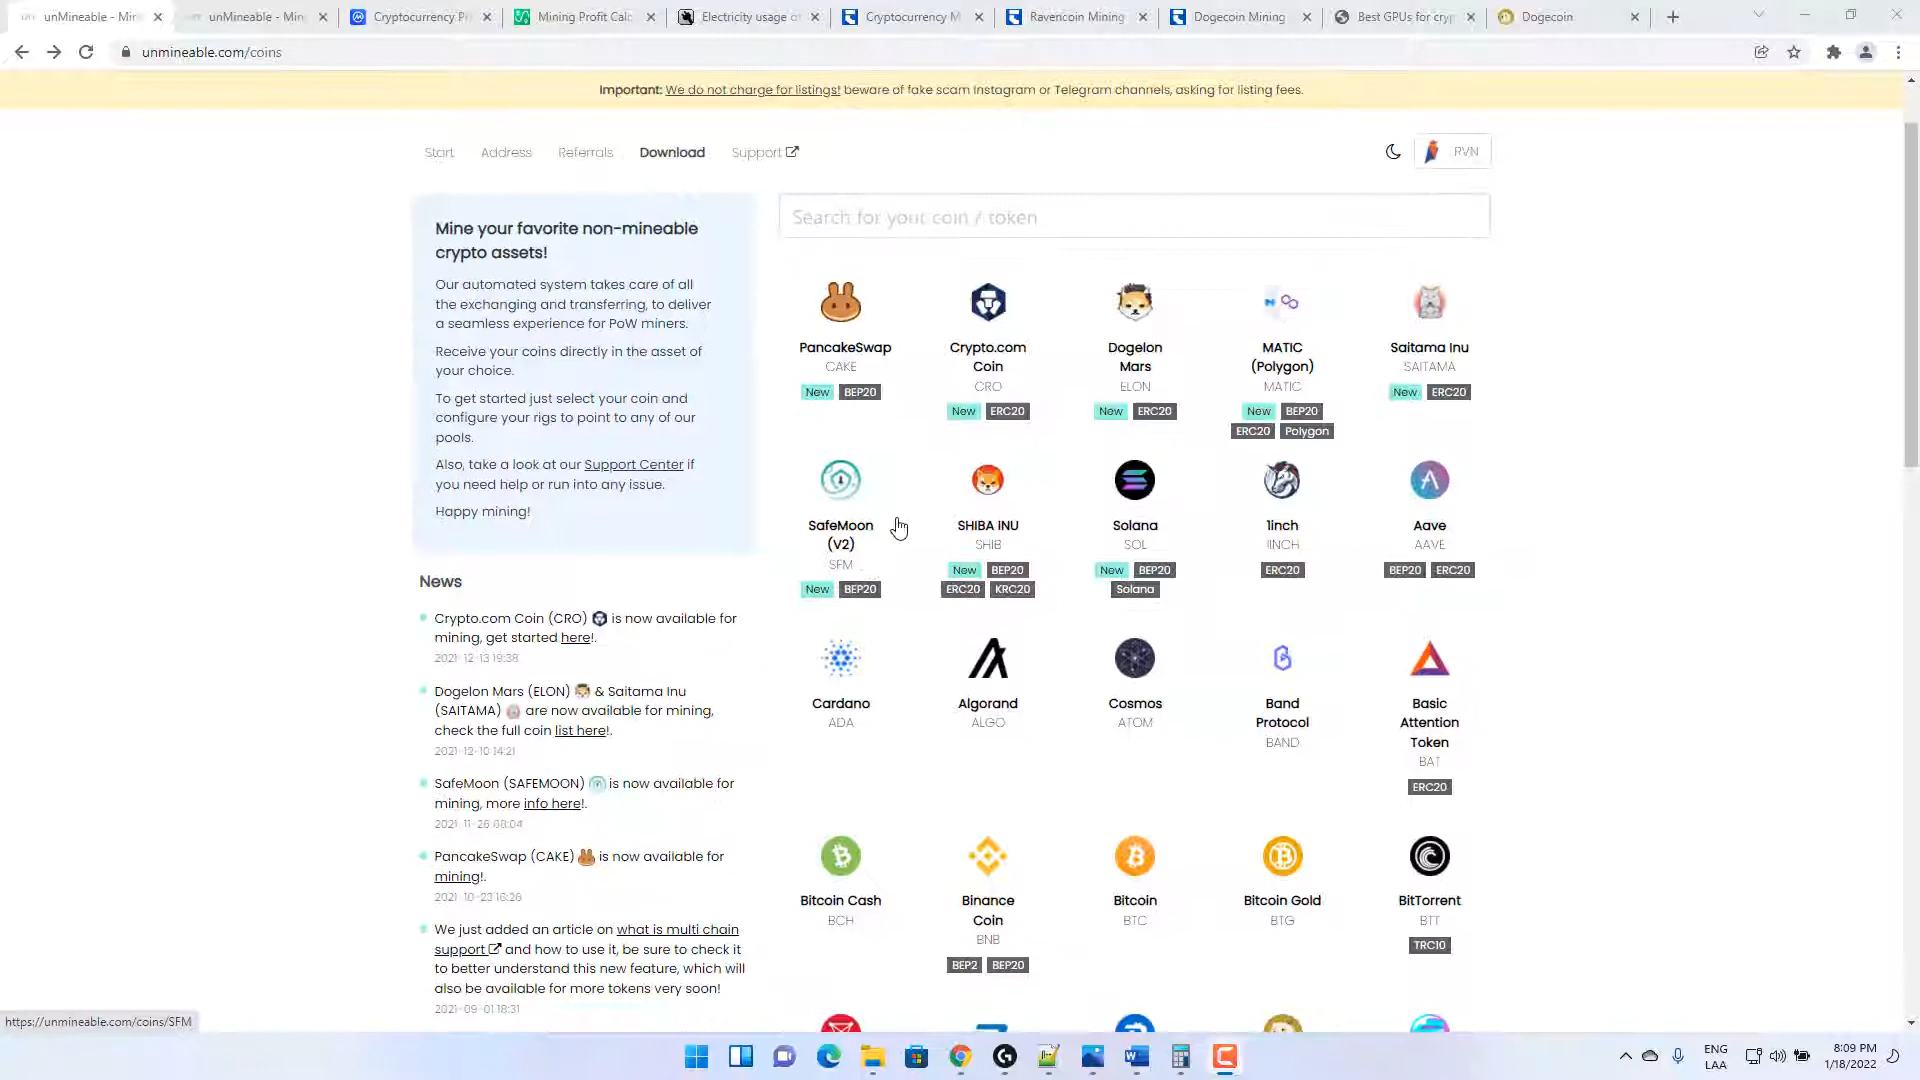 unMineable - Min
unMineable - Min
Cryptocurrency Pr
Mining Profit Calc
Electricity usage of
Cryptocurrency M
Ravencoin Mining
Dogecoin Mining
Best GPUs for cryp
Dogecoin
unmineable.com/coins
Important: We do not charge for listings! beware of fake scam Instagram or Telegram channels, asking for listing fees.
Start
Address
Referrals
Download
Support
RVN
Mine your favorite non-mineable
crypto assets!
Our automated system takes care of all
the exchanging and transferring, to deliver
a seamless experience for PoW miners.
Receive your coins directly in the asset of
your choice.
To get started just select your coin and
configure your rigs to point to any of our
pools.
Also, take a look at our Support Center if
you need help or run into any issue.
Happy mining!
News
Crypto.com Coin (CRO) is now available for
mining, get started here!.
2021-12-13 19:38
Dogelon Mars (ELON) & Saitama Inu
(SAITAMA) are now available for mining,
check the full coin list here!.
2021-12-10 14:21
SafeMoon (SAFEMOON) is now available for
mining, more info here!.
2021-11-26 08:04
PancakeSwap (CAKE) is now available for
mining!.
2021-10-23 16:26
We just added an article on what is multi chain
support and how to use it, be sure to check it
to better understand this new feature, which will
also be available for more tokens very soon!
2021-09-01 18:31
Search for your coin / token
PancakeSwap
CAKE
New BEP20
Crypto.com
Coin
CRO
New ERC20
Dogelon
Mars
ELON
New ERC20
MATIC
(Polygon)
MATIC
New BEP20
ERC20 Polygon
Saitama Inu
SAITAMA
New ERC20
SafeMoon
(V2)
SFM
New BEP20
SHIBA INU
SHIB
New BEP20
ERC20 KRC20
Solana
SOL
New BEP20
Solana
1inch
1INCH
ERC20
Aave
AAVE
BEP20 ERC20
Cardano
ADA
Algorand
ALGO
Cosmos
ATOM
Band
Protocol
BAND
Basic
Attention
Token
BAT
ERC20
Bitcoin Cash
BCH
Binance
Coin
BNB
BEP2 BEP20
Bitcoin
BTC
Bitcoin Gold
BTG
BitTorrent
BTT
TRC10
https://unmineable.com/coins/SFM
ENG
LAA
8:09 PM
1/18/2022